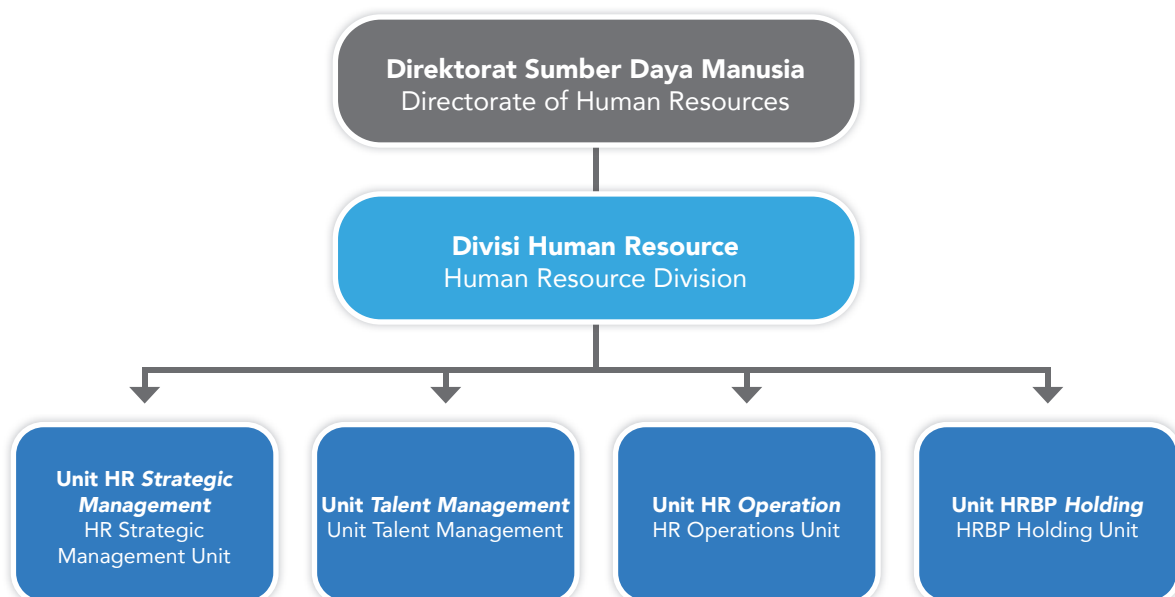 Direktorat Sumber Daya Manusia
Directorate of Human Resources
Divisi Human Resource
Human Resource Division
Unit HR Strategic
Management
HR Strategic
Management Unit
Unit Talent Management
Unit Talent Management
Unit HR Operation
HR Operations Unit
Unit HRBP Holding
HRBP Holding Unit